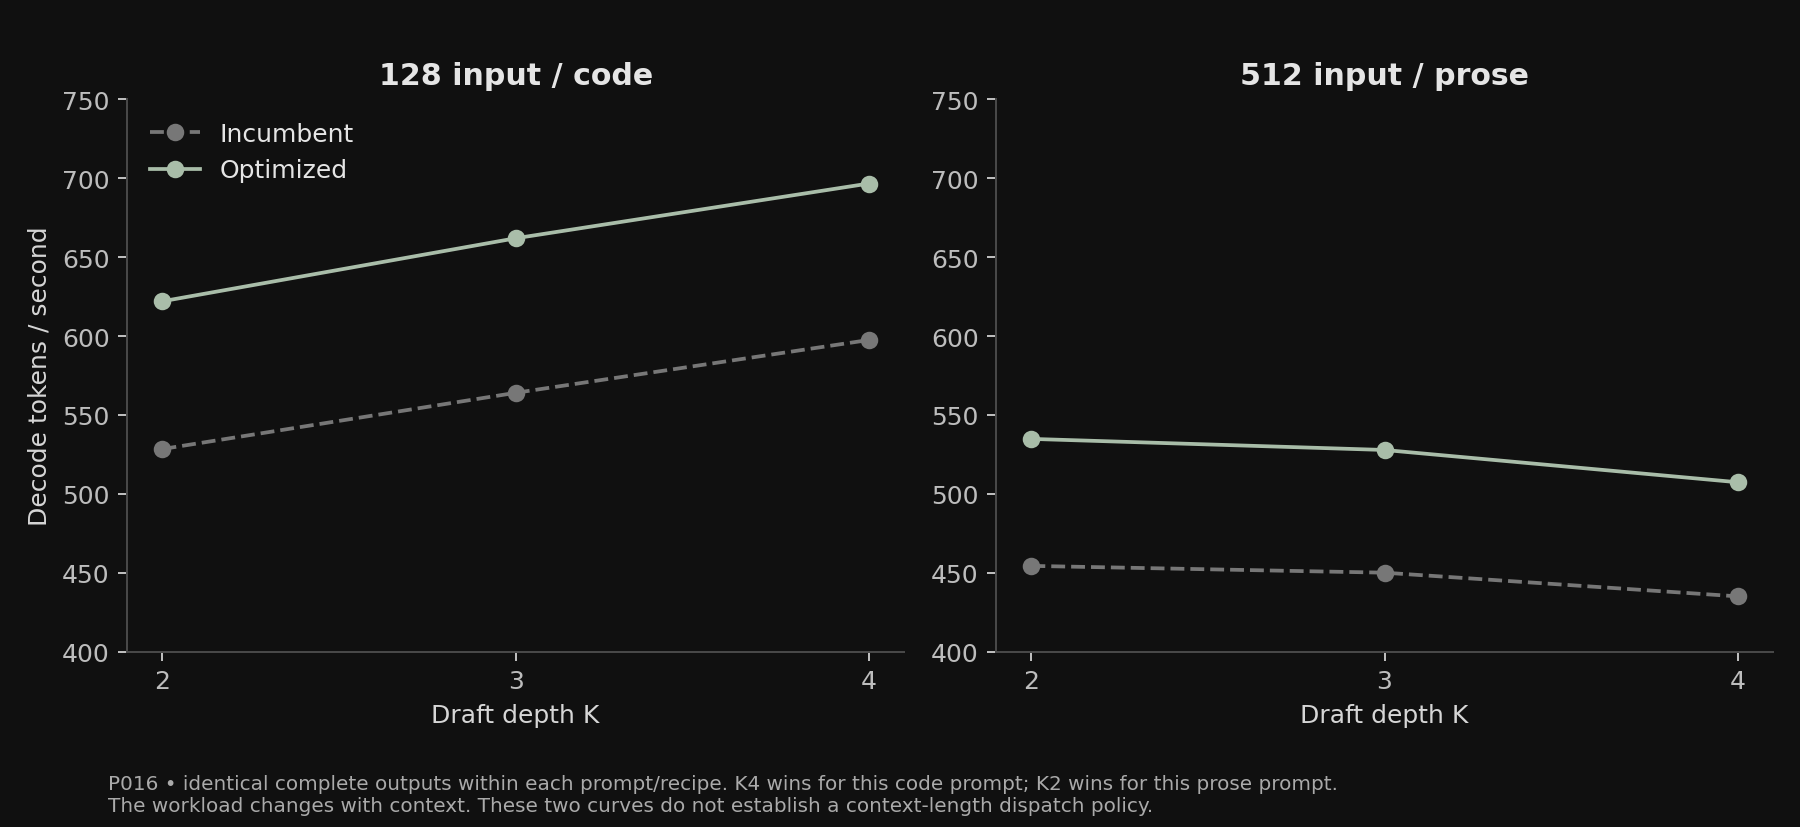 128 input / code
750
700
650
600
550
500
450
400
Decode tokens / second
Incumbent
Optimized
2
3
4
Draft depth K
512 input / prose
750
700
650
600
550
500
450
400
2
3
4
Draft depth K
P016 • identical complete outputs within each prompt/recipe. K4 wins for this code prompt; K2 wins for this prose prompt.
The workload changes with context. These two curves do not establish a context-length dispatch policy.